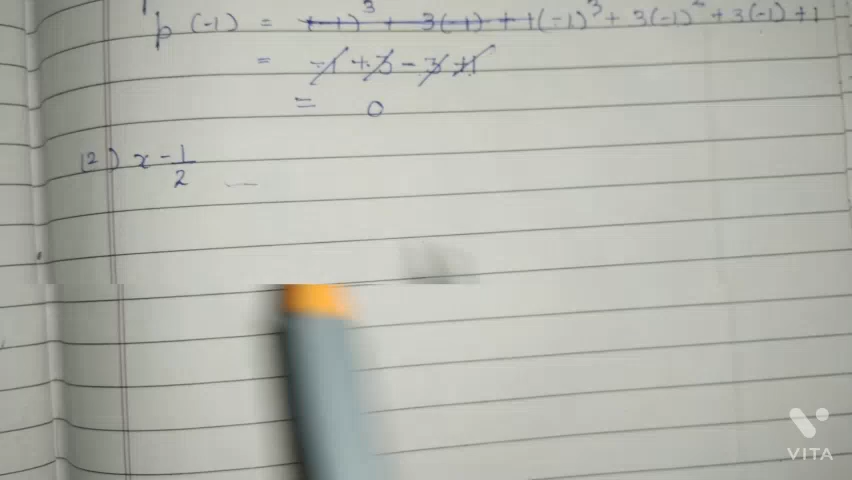 p (-1) = (-1)³ + 3(-1) + 1(-1)³ + 3(-1)² + 3(-1) + 1
= -1 + 3 - 3 + 1
= 0
(2) x - 1/2
VITA